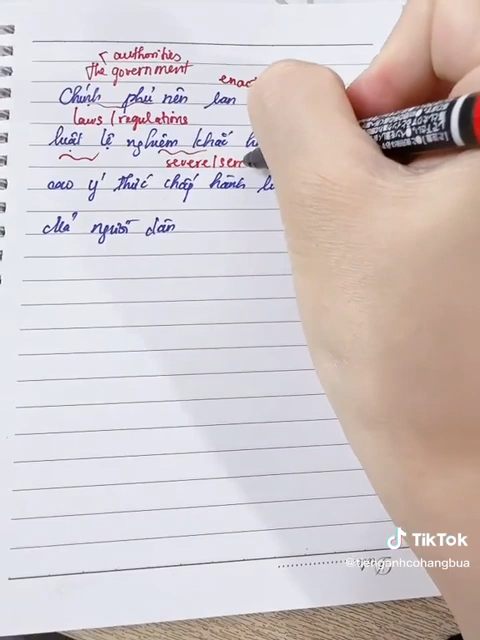 authorities
The government
Chính phủ nên ban
laws / regulations
luật lệ nghiêm khắc
severe/
cao ý thức chấp hành
của người dân
TikTok
@tienganhcohangbua